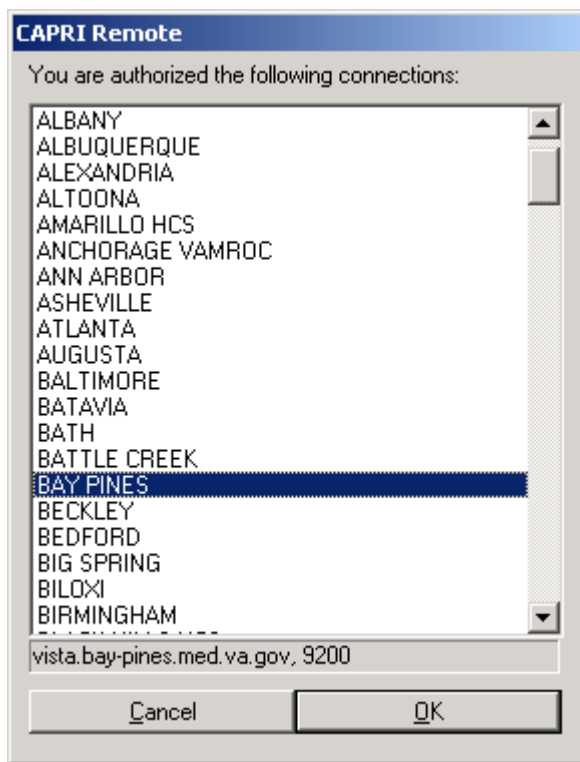 CAPRI Remote
You are authorized the following connections:
ALBANY
ALBUQUERQUE
ALEXANDRIA
ALTOONA
AMARILLO HCS
ANCHORAGE VAMROC
ANN ARBOR
ASHEVILLE
ATLANTA
AUGUSTA
BALTIMORE
BATAVIA
BATH
BATTLE CREEK
BAY PINES
BECKLEY
BEDFORD
BIG SPRING
BILOXI
BIRMINGHAM
vista.bay-pines.med.va.gov, 9200
Cancel OK